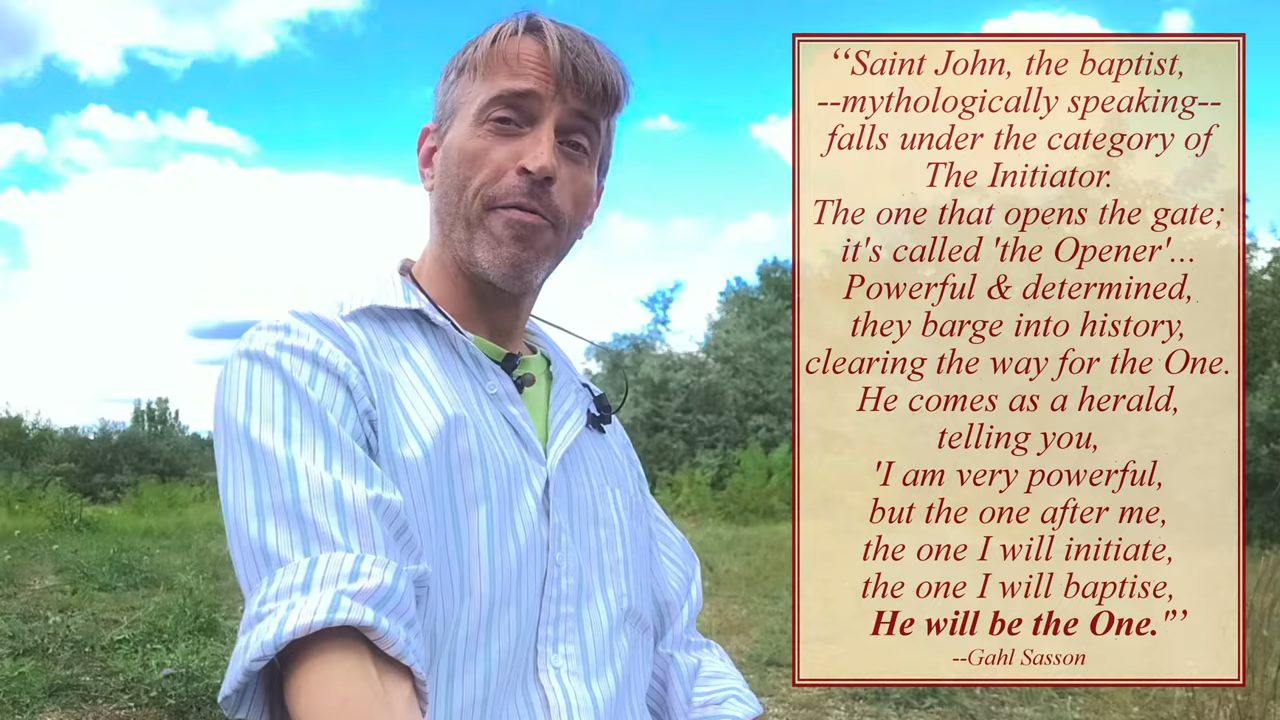 “Saint John, the baptist,
--mythologically speaking--
falls under the category of
The Initiator.
The one that opens the gate;
it's called 'the Opener'...
Powerful & determined,
they barge into history,
clearing the way for the One.
He comes as a herald,
telling you,
'I am very powerful,
but the one after me,
the one I will initiate,
the one I will baptise,
He will be the One.'”
--Gahl Sasson